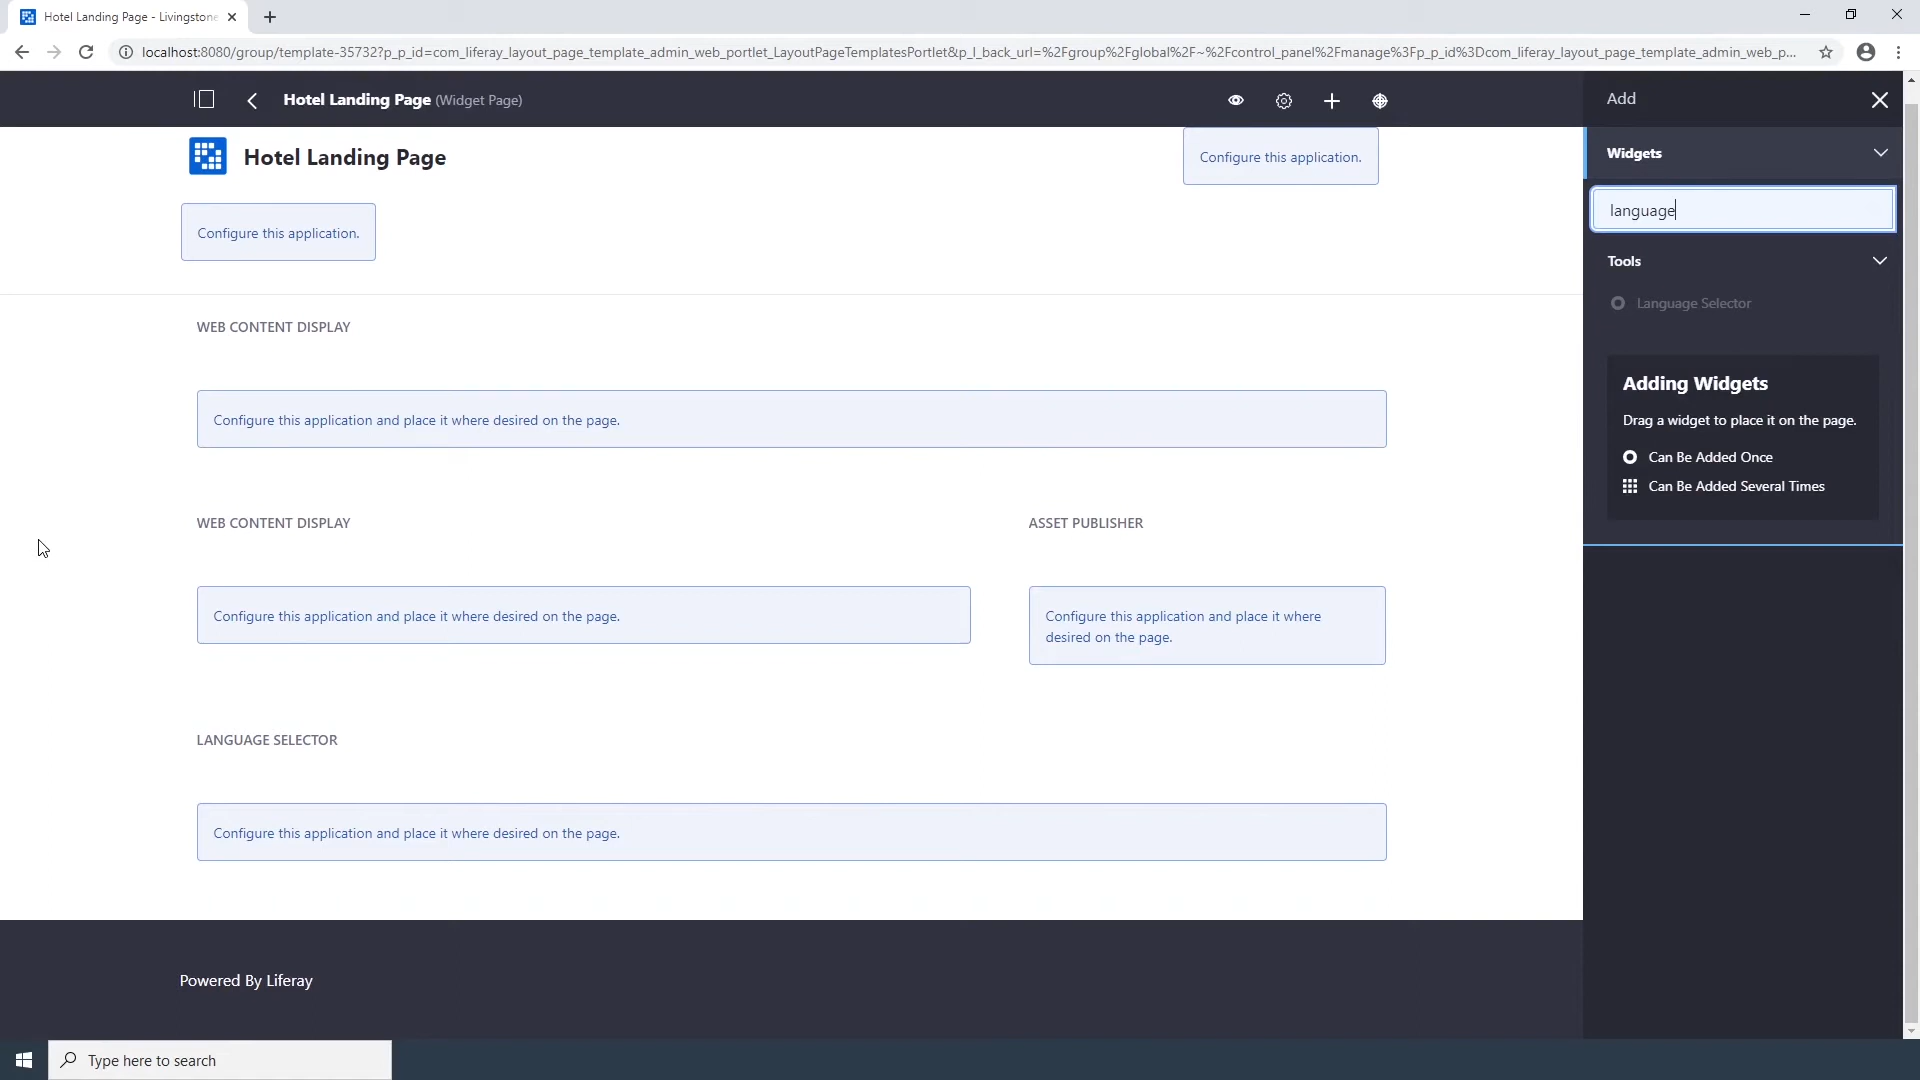 Hotel Landing Page - Livingstone
localhost:8080/group/template-35732?p_p_id=com_liferay_layout_page_template_admin_web_portlet_LayoutPageTemplatesPortlet&p_l_back_url=%2Fgroup%2Fglobal%2F~%2Fcontrol_panel%2Fmanage%3Fp_p_id%3Dcom_liferay_layout_page_template_admin_web_p...
Hotel Landing Page (Widget Page)
Add
Hotel Landing Page
Configure this application.
Configure this application.
WEB CONTENT DISPLAY
Configure this application and place it where desired on the page.
WEB CONTENT DISPLAY
Configure this application and place it where desired on the page.
ASSET PUBLISHER
Configure this application and place it where
desired on the page.
LANGUAGE SELECTOR
Configure this application and place it where desired on the page.
Powered By Liferay
Widgets
language
Tools
Language Selector
Adding Widgets
Drag a widget to place it on the page.
Can Be Added Once
Can Be Added Several Times
Type here to search